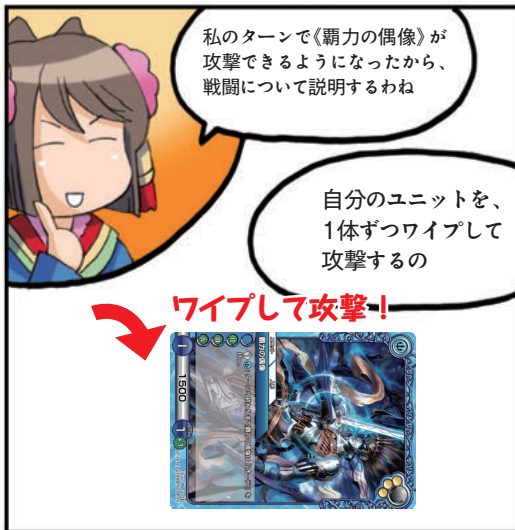 私のターンで《覇力の偶像》が
攻撃できるようになったから、
戦闘について説明するわね
自分のユニットを、
1体ずつワイプして
攻撃するの
ワイプして攻撃！
覇力の偶像
1500
1